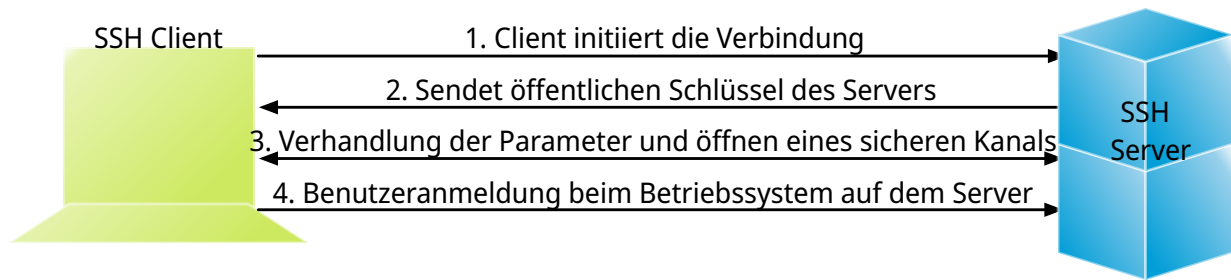 SSH Client
1. Client initiiert die Verbindung
2. Sendet öffentlichen Schlüssel des Servers
3. Verhandlung der Parameter und öffnen eines sicheren Kanals
4. Benutzeranmeldung beim Betriebssystem auf dem Server
SSH
Server